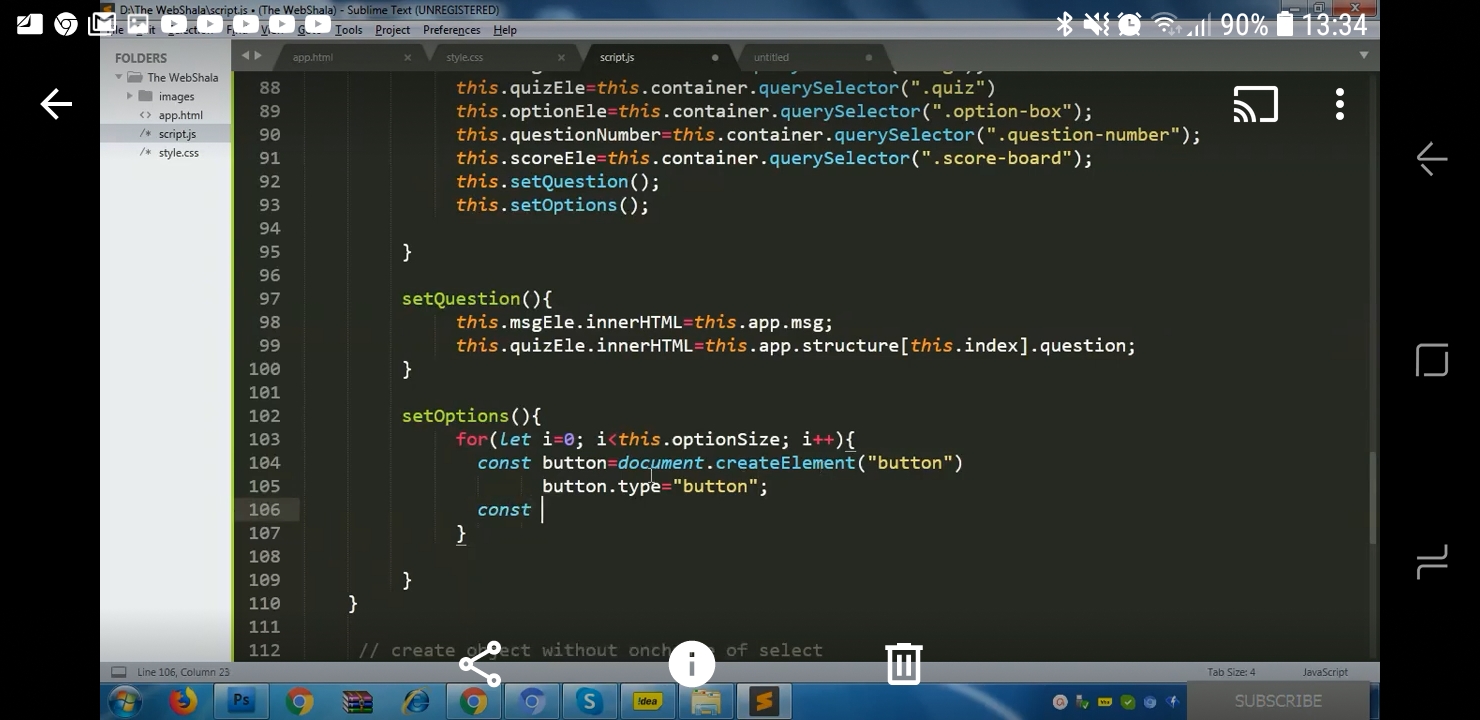 D:\The WebShala\script.js • (The WebShala) - Sublime Text (UNREGISTERED)
90% 13:34
Tools Project Preferences Help
FOLDERS
The WebShala
images
app.html
script.js
style.css
app.html style.css script.js untitled
88 this.quizEle=this.container.querySelector(".quiz")
89 this.optionEle=this.container.querySelector(".option-box");
90 this.questionNumber=this.container.querySelector(".question-number");
91 this.scoreEle=this.container.querySelector(".score-board");
92 this.setQuestion();
93 this.setOptions();
94
95 }
96
97 setQuestion(){
98 this.msgEle.innerHTML=this.app.msg;
99 this.quizEle.innerHTML=this.app.structure[this.index].question;
100 }
101
102 setOptions(){
103 for(let i=0; i<this.optionSize; i++){
104 const button=document.createElement("button")
105 button.type="button";
106 const
107 }
108
109 }
110 }
111
112 // create object without of select
Line 106, Column 23
Tab Size: 4 JavaScript
Ps
!dea
SUBSCRIBE